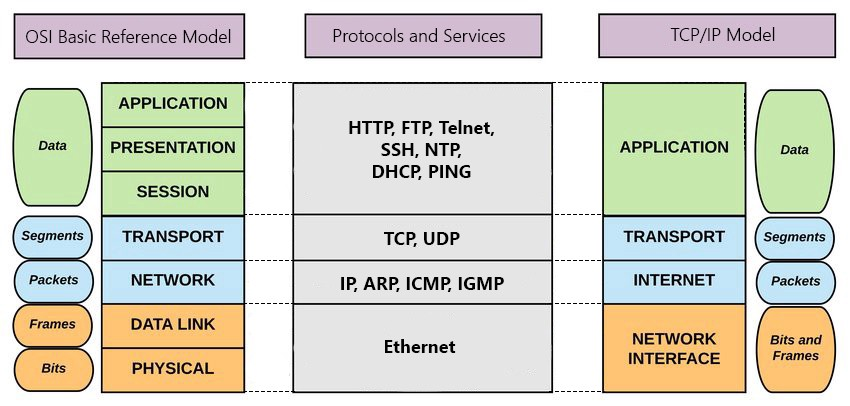 OSI Basic Reference Model
Protocols and Services
TCP/IP Model
Data
APPLICATION
PRESENTATION
SESSION
HTTP, FTP, Telnet,
SSH, NTP,
DHCP, PING
APPLICATION
Data
Segments
TRANSPORT
TCP, UDP
TRANSPORT
Segments
Packets
NETWORK
IP, ARP, ICMP, IGMP
INTERNET
Packets
Frames
DATA LINK
Bits
PHYSICAL
Ethernet
NETWORK
INTERFACE
Bits and
Frames